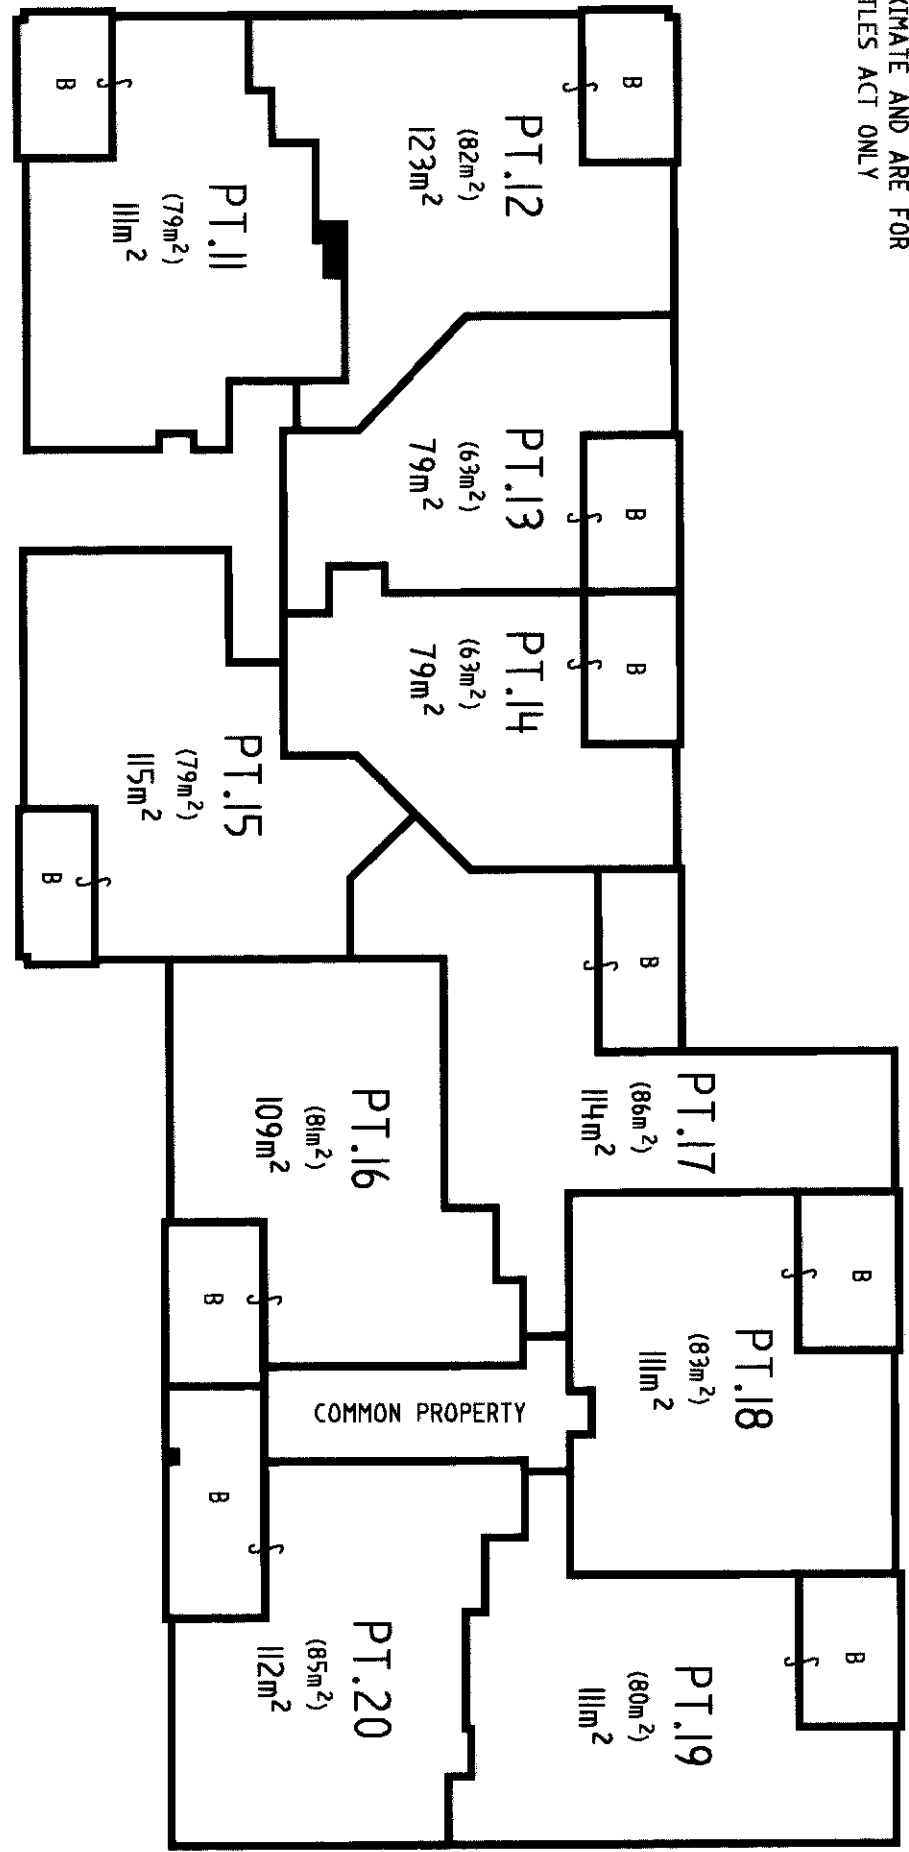 XIMATE AND ARE FOR
TLES ACT ONLY
B
PT.12
(82m²)
123m²
B
PT.11
(79m²)
111m²
B
PT.13
(63m²)
79m²
B
PT.14
(63m²)
79m²
PT.15
(79m²)
115m²
B
B
PT.17
(86m²)
114m²
PT.16
(81m²)
109m²
B
B
PT.18
(83m²)
111m²
COMMON PROPERTY
B
B
PT.19
(80m²)
111m²
PT.20
(85m²)
112m²